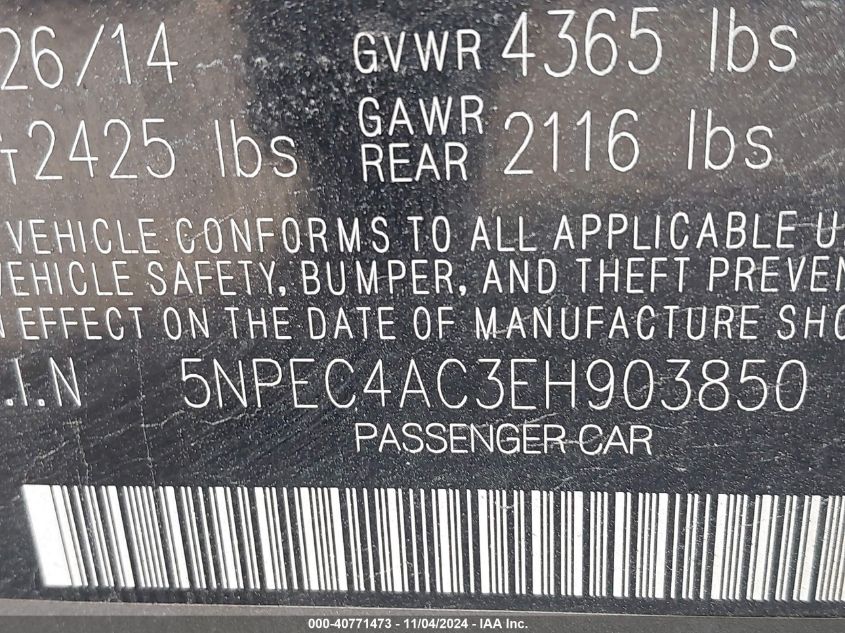 26/14 GVWR 4365 lbs
2425 lbs GAWR REAR 2116 lbs
VEHICLE CONFORMS TO ALL APPLICABLE U.
VEHICLE SAFETY, BUMPER, AND THEFT PREVEN
EFFECT ON THE DATE OF MANUFACTURE SHO
.I.N 5NPEC4AC3EH903850
PASSENGER CAR
000-40771473 - 11/04/2024 - IAA Inc.